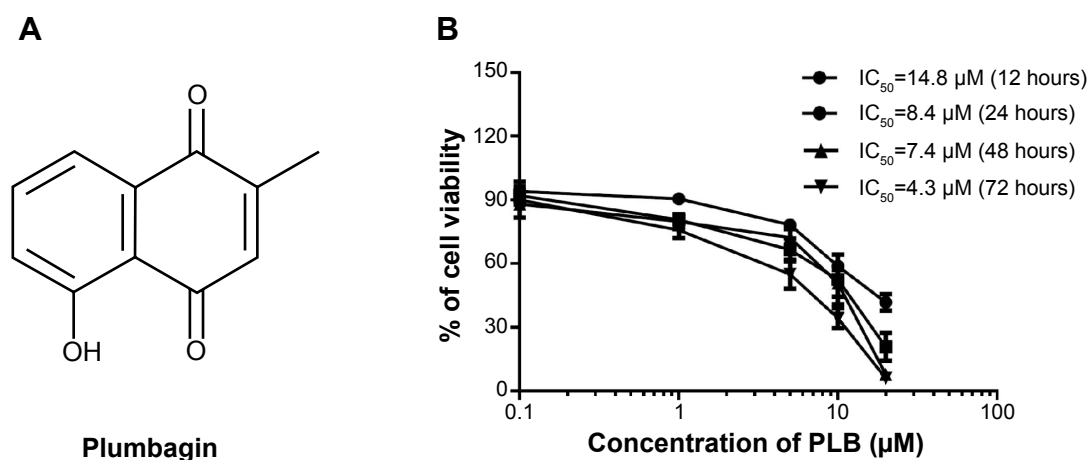 A
O
O
OH
Plumbagin
B
% of cell viability
150
120
90
60
30
0
0.1
1
10
100
Concentration of PLB (µM)
IC₅₀=14.8 µM (12 hours)
IC₅₀=8.4 µM (24 hours)
IC₅₀=7.4 µM (48 hours)
IC₅₀=4.3 µM (72 hours)